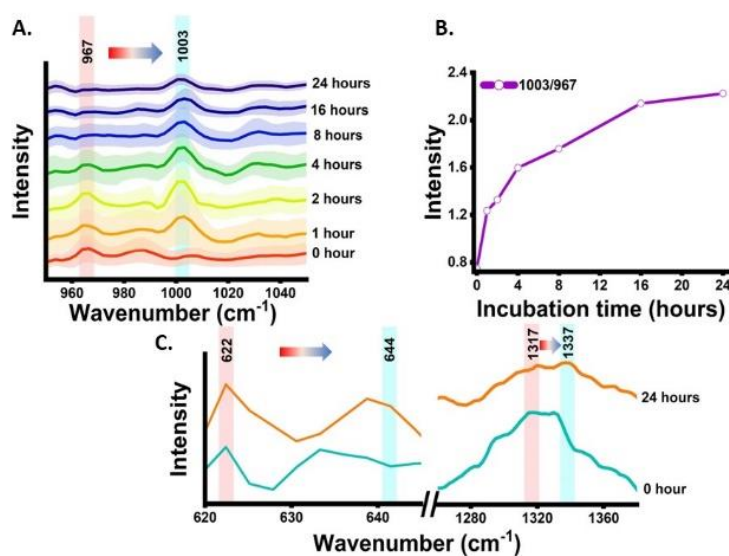 A.
967
1003
24 hours
16 hours
8 hours
4 hours
2 hours
1 hour
0 hour
Intensity
960 980 1000 1020 1040
Wavenumber (cm-1)
B.
1003/967
2.4
2.0
1.6
1.2
0.8
Intensity
0 4 8 12 16 20 24
Incubation time (hours)
C.
622
644
1317
1337
24 hours
0 hour
Intensity
620 630 640 1280 1320 1360
Wavenumber (cm-1)